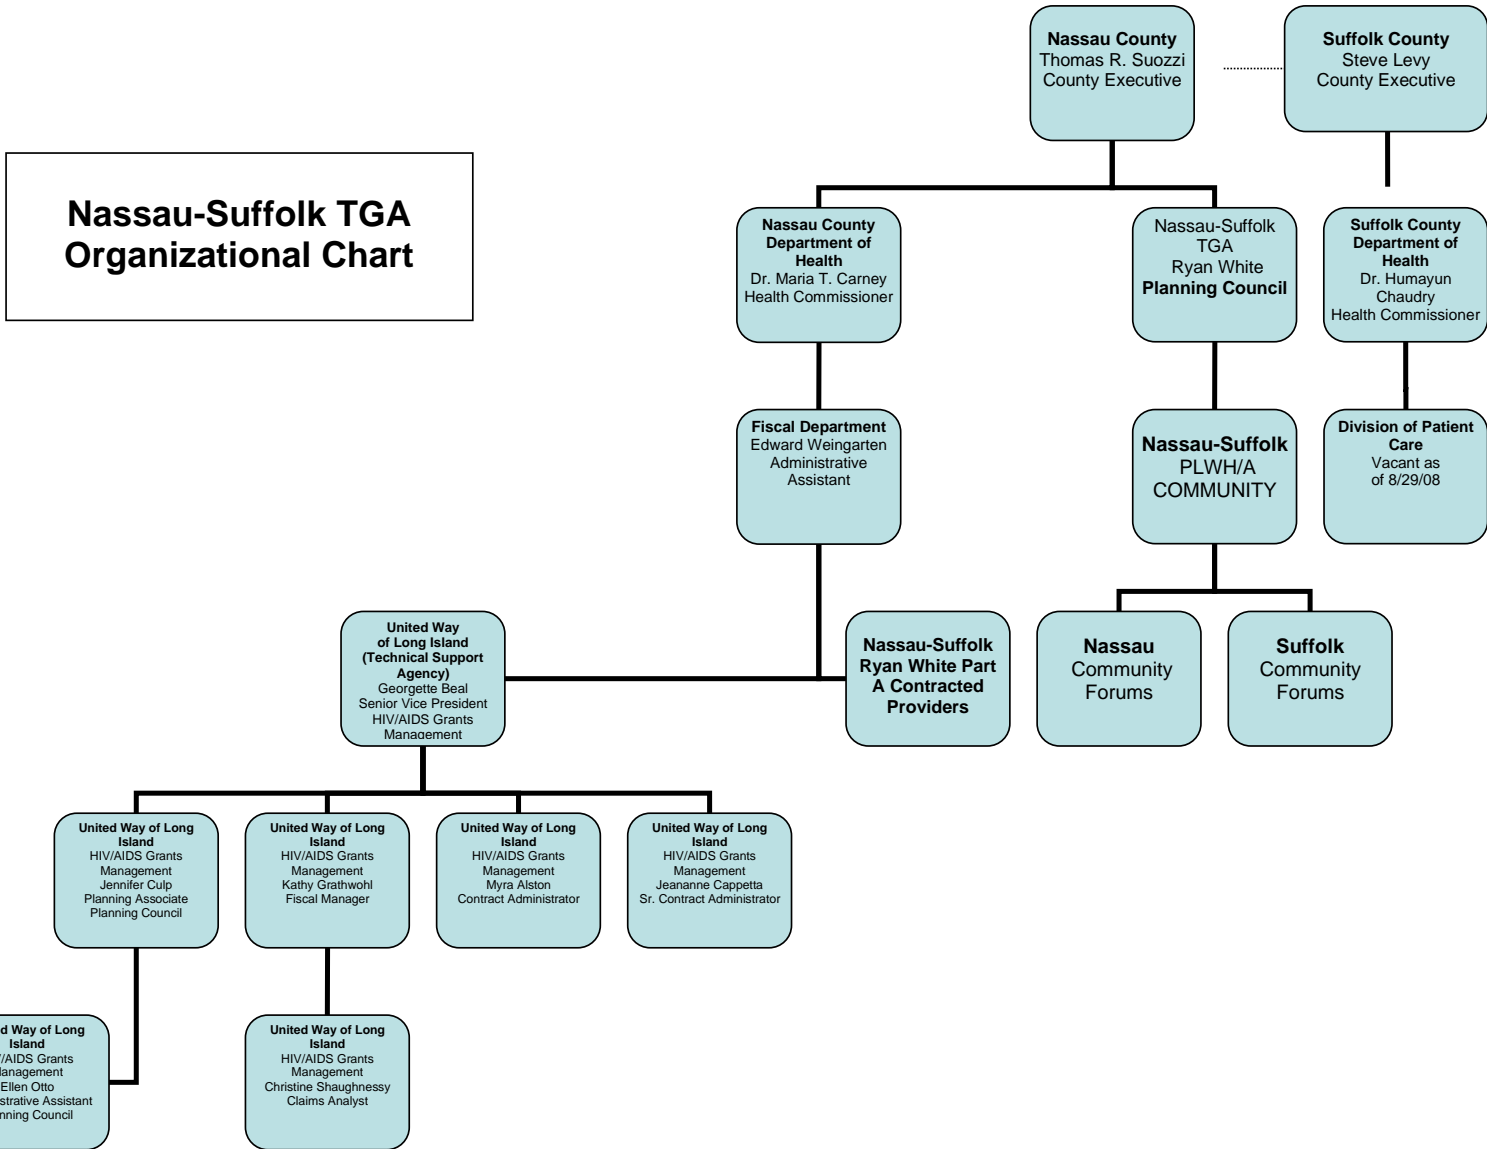 Nassau County
Thomas R. Suozzi
County Executive
Suffolk County
Steve Levy
County Executive
Nassau-Suffolk TGA
Organizational Chart
Nassau County
Department of
Health
Dr. Maria T. Carney
Health Commissioner
Nassau-Suffolk
TGA
Ryan White
Planning Council
Suffolk County
Department of
Health
Dr. Humayun
Chaudry
Health Commissioner
Fiscal Department
Edward Weingarten
Administrative
Assistant
Nassau-Suffolk
PLWH/A
COMMUNITY
Division of Patient
Care
Vacant as
of 8/29/08
United Way
of Long Island
(Technical Support
Agency)
Georgette Beal
Senior Vice President
HIV/AIDS Grants
Management
Nassau-Suffolk
Ryan White Part
A Contracted
Providers
Nassau
Community
Forums
Suffolk
Community
Forums
United Way of Long
Island
HIV/AIDS Grants
Management
Jennifer Culp
Planning Associate
Planning Council
United Way of Long
Island
HIV/AIDS Grants
Management
Kathy Grathwohl
Fiscal Manager
United Way of Long
Island
HIV/AIDS Grants
Management
Myra Alston
Contract Administrator
United Way of Long
Island
HIV/AIDS Grants
Management
Jeananne Cappetta
Sr. Contract Administrator
Way of Long
Island
/AIDS Grants
Ellen Otto
Assistant
Council
United Way of Long
Island
HIV/AIDS Grants
Management
Christine Shaughnessy
Claims Analyst